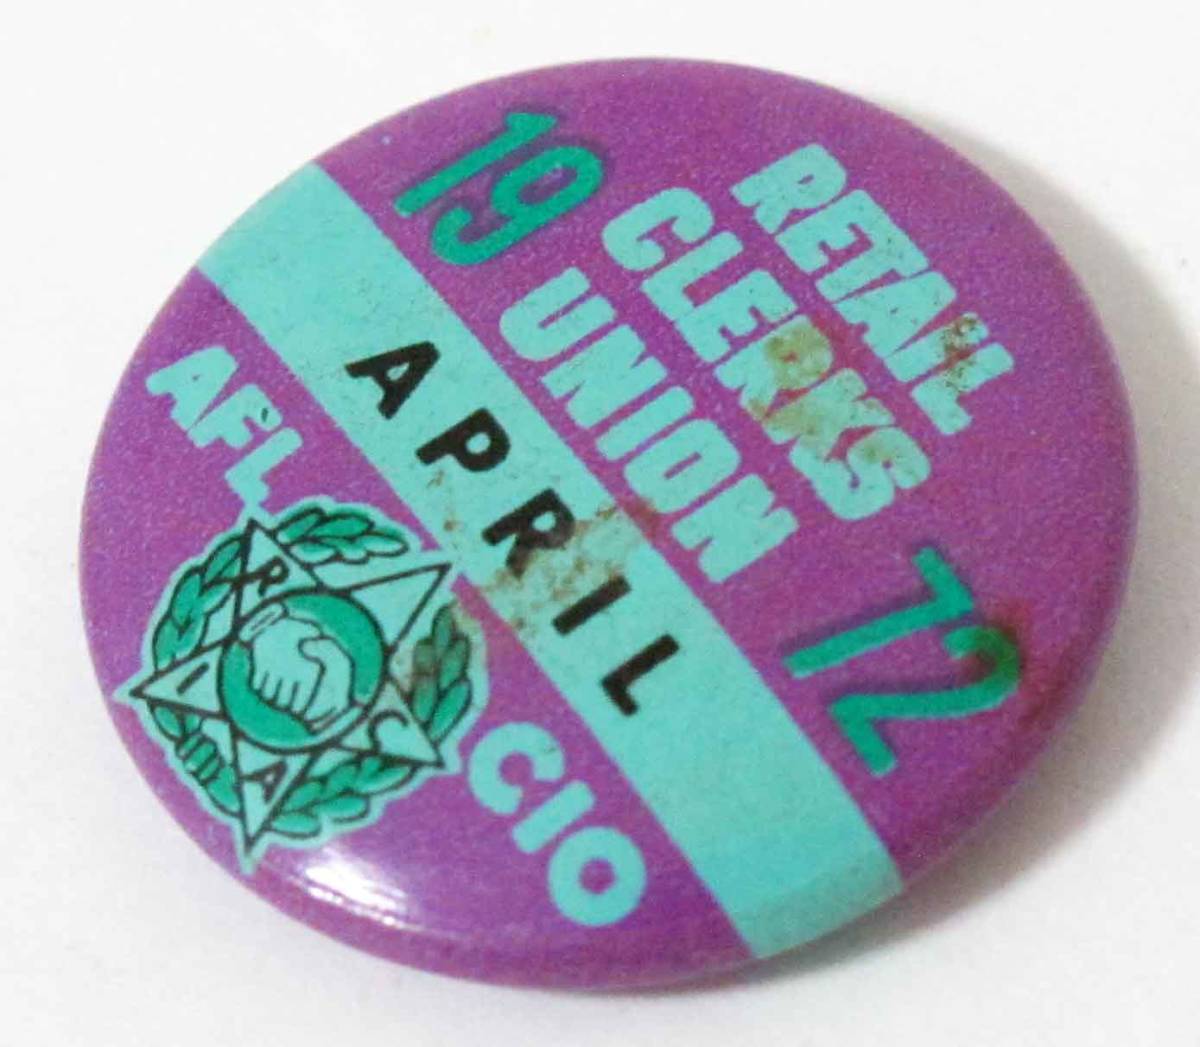 RETAIL
CLERKS
19 UNION 72
APRIL
AFL CIO
R
I C
A